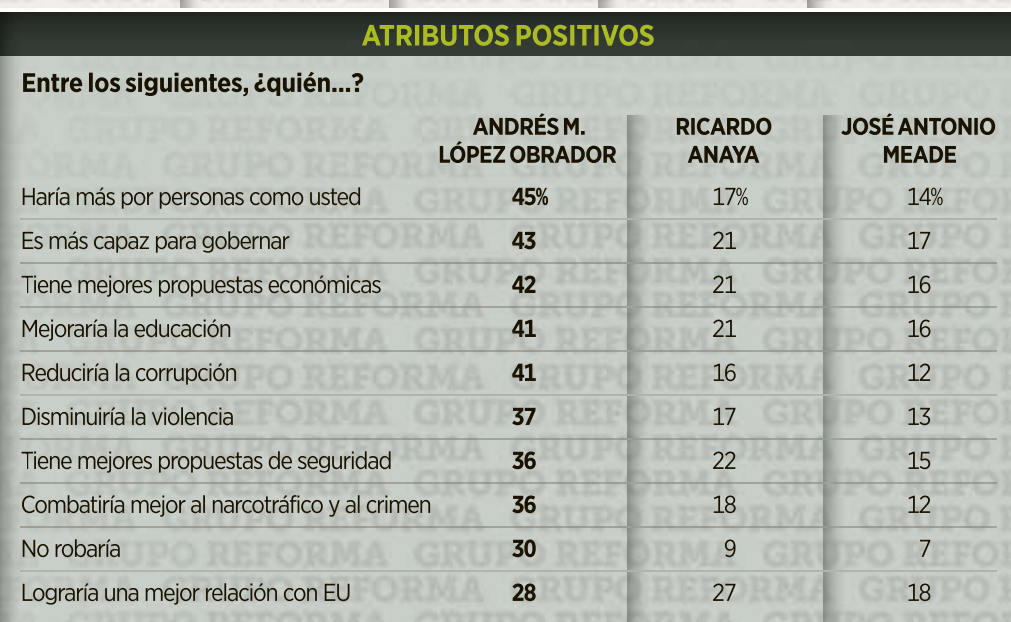 ATRIBUTOS POSITIVOS
Entre los siguientes, ¿quién...?
ANDRÉS M. LÓPEZ OBRADOR RICARDO ANAYA JOSÉ ANTONIO MEADE
Haría más por personas como usted 45% 17% 14%
Es más capaz para gobernar 43 21 17
Tiene mejores propuestas económicas 42 21 16
Mejoraría la educación 41 21 16
Reduciría la corrupción 41 16 12
Disminuiría la violencia 37 17 13
Tiene mejores propuestas de seguridad 36 22 15
Combatiría mejor al narcotráfico y al crimen 36 18 12
No robaría 30 9 7
Lograría una mejor relación con EU 28 27 18
GRUPO REFORMA